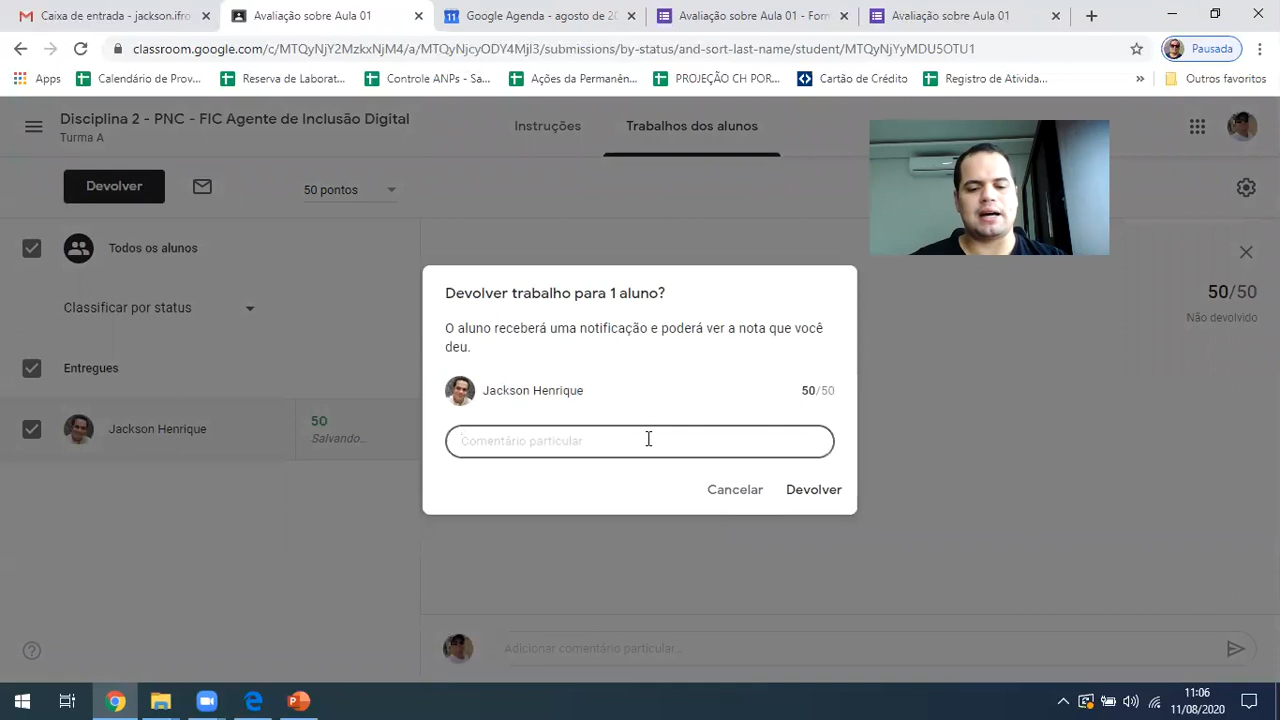 Caixa de entrada - jackson.ifro
Avaliação sobre Aula 01
Google Agenda - agosto de 20
Avaliação sobre Aula 01 - Form
Avaliação sobre Aula 01
classroom.google.com/c/MTQyNjY2MzkxNjM4/a/MTQyNjcyODY4MjI3/submissions/by-status/and-sort-last-name/student/MTQyNjYyMDU5OTU1
Pausada
Apps
Calendário de Prov...
Reserva de Laborat...
Controle ANPs - Sa...
Ações da Permanên...
PROJEÇÃO CH POR...
Cartão de Crédito
Registro de Ativida...
»
Outros favoritos
Disciplina 2 - PNC - FIC Agente de Inclusão Digital
Turma A
Instruções
Trabalhos dos alunos
Devolver
50 pontos
Todos os alunos
Classificar por status
Entregues
Jackson Henrique
50
Salvando...
50/50
Não devolvido
Devolver trabalho para 1 aluno?
O aluno receberá uma notificação e poderá ver a nota que você
deu.
Jackson Henrique
50/50
Comentário particular
Cancelar
Devolver
Adicionar comentário particular...
11:06
11/08/2020